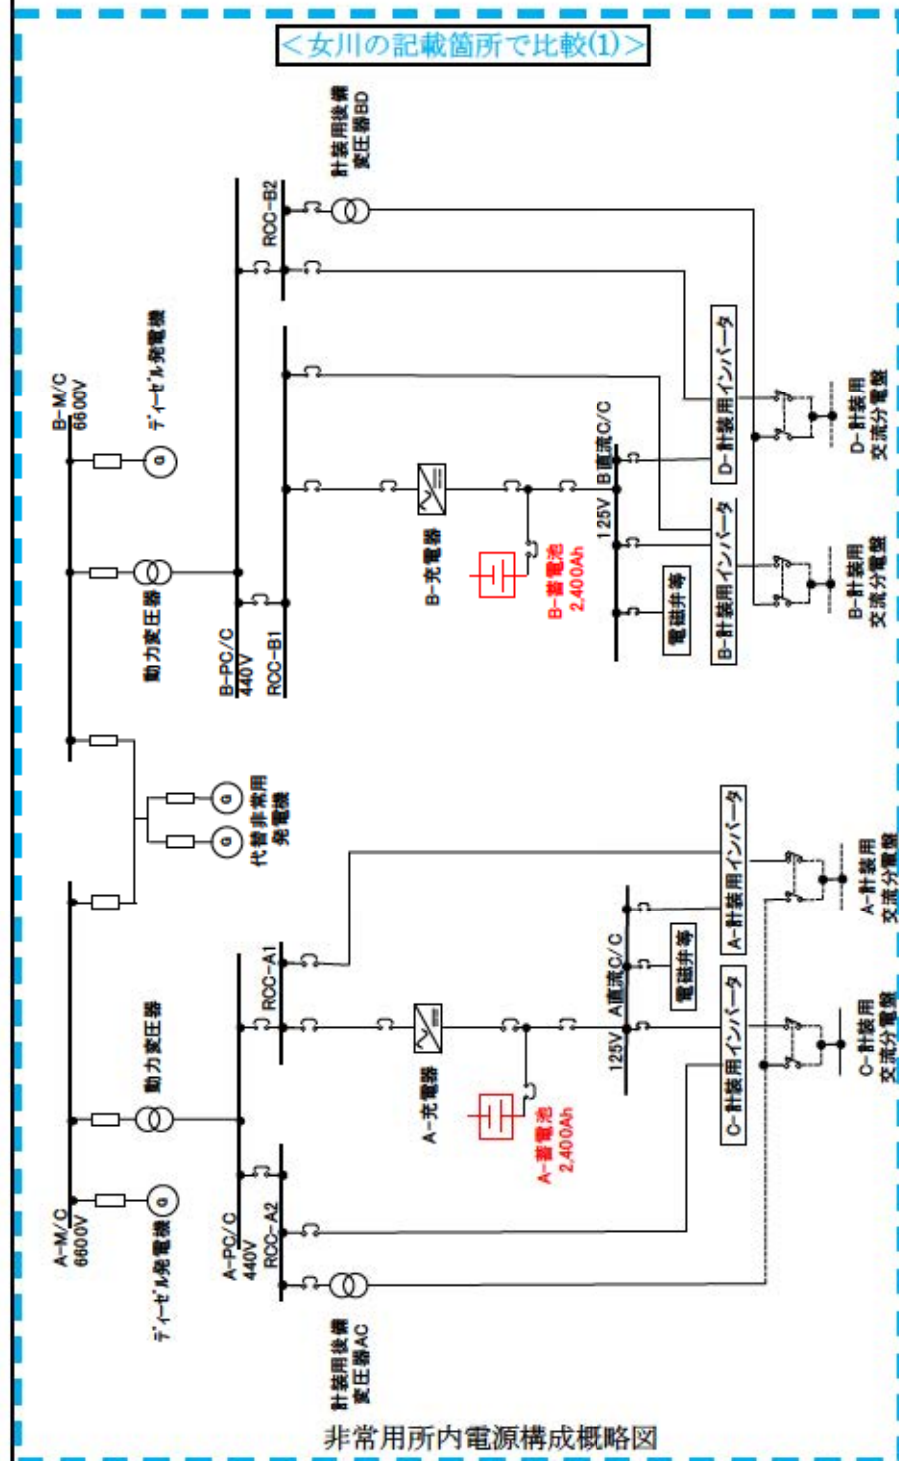 ＜女川の記載箇所で比較(1)＞
B-M/C
6600V
ディーゼル発電機
動力変圧器
B-PC/C
440V
RCC-B1
RCC-B2
計装用後備
変圧器BD
B-充電器
B-蓄電池
2,400Ah
125V B直流C/C
電磁弁等
B-計装用インバータ
D-計装用インバータ
B-計装用
交流分電盤
D-計装用
交流分電盤
G
G
G
代替非常用
発電機
A-M/C
6600V
ディーゼル発電機
G
動力変圧器
A-PC/C
440V
RCC-A2
RCC-A1
計装用後備
変圧器AC
A-充電器
A-蓄電池
2,400Ah
125V A直流C/C
電磁弁等
C-計装用インバータ
A-計装用インバータ
C-計装用
交流分電盤
A-計装用
交流分電盤
非常用所内電源構成概略図